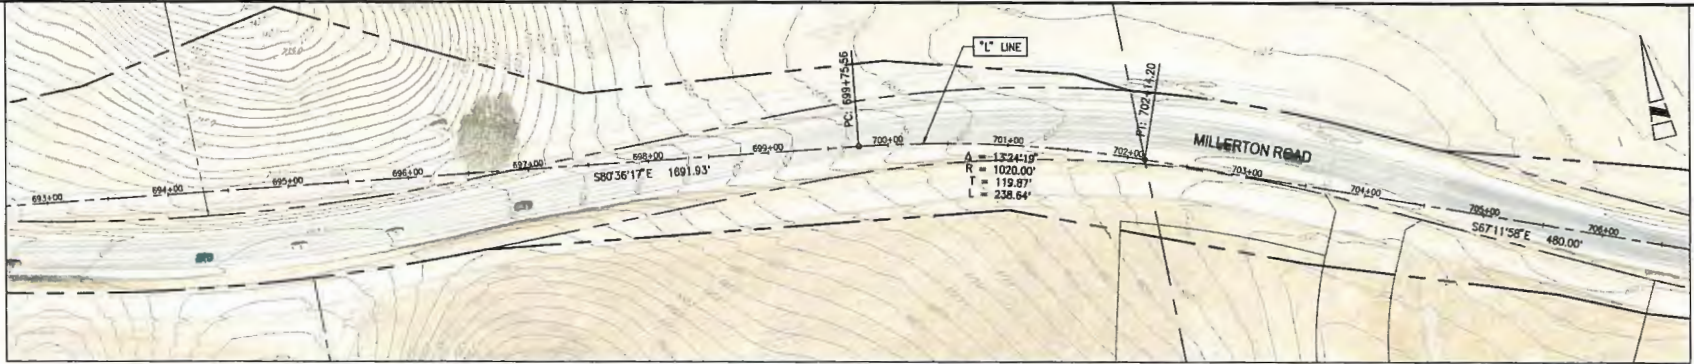 "L" LINE
PC: 699+75.56
PT: 702+14.20
MILLERTON ROAD
693+00
694+00
695+00
696+00
697+00
698+00
699+00
700+00
701+00
702+00
703+00
704+00
705+00
706+00
S80°36'17"E 1691.93'
Δ = 13°24'19"
R = 1020.00'
T = 119.87'
L = 238.64'
S67°11'58"E 480.00'